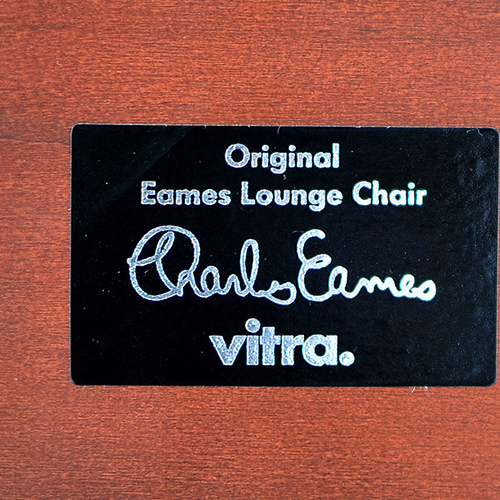 Original
Eames Lounge Chair
Charles Eames
vitra.